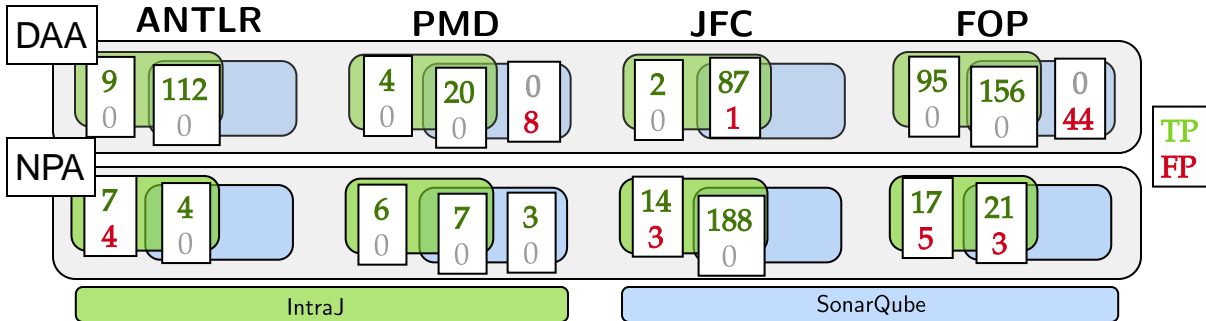 ANTLR PMD JFC FOP
DAA
9 112 4 20 0 2 87 95 156 0
0 0 0 0 8 0 1 0 0 44
TP
FP
NPA
7 4 6 7 3 14 188 17 21
4 0 0 0 0 3 0 5 3
IntraJ SonarQube